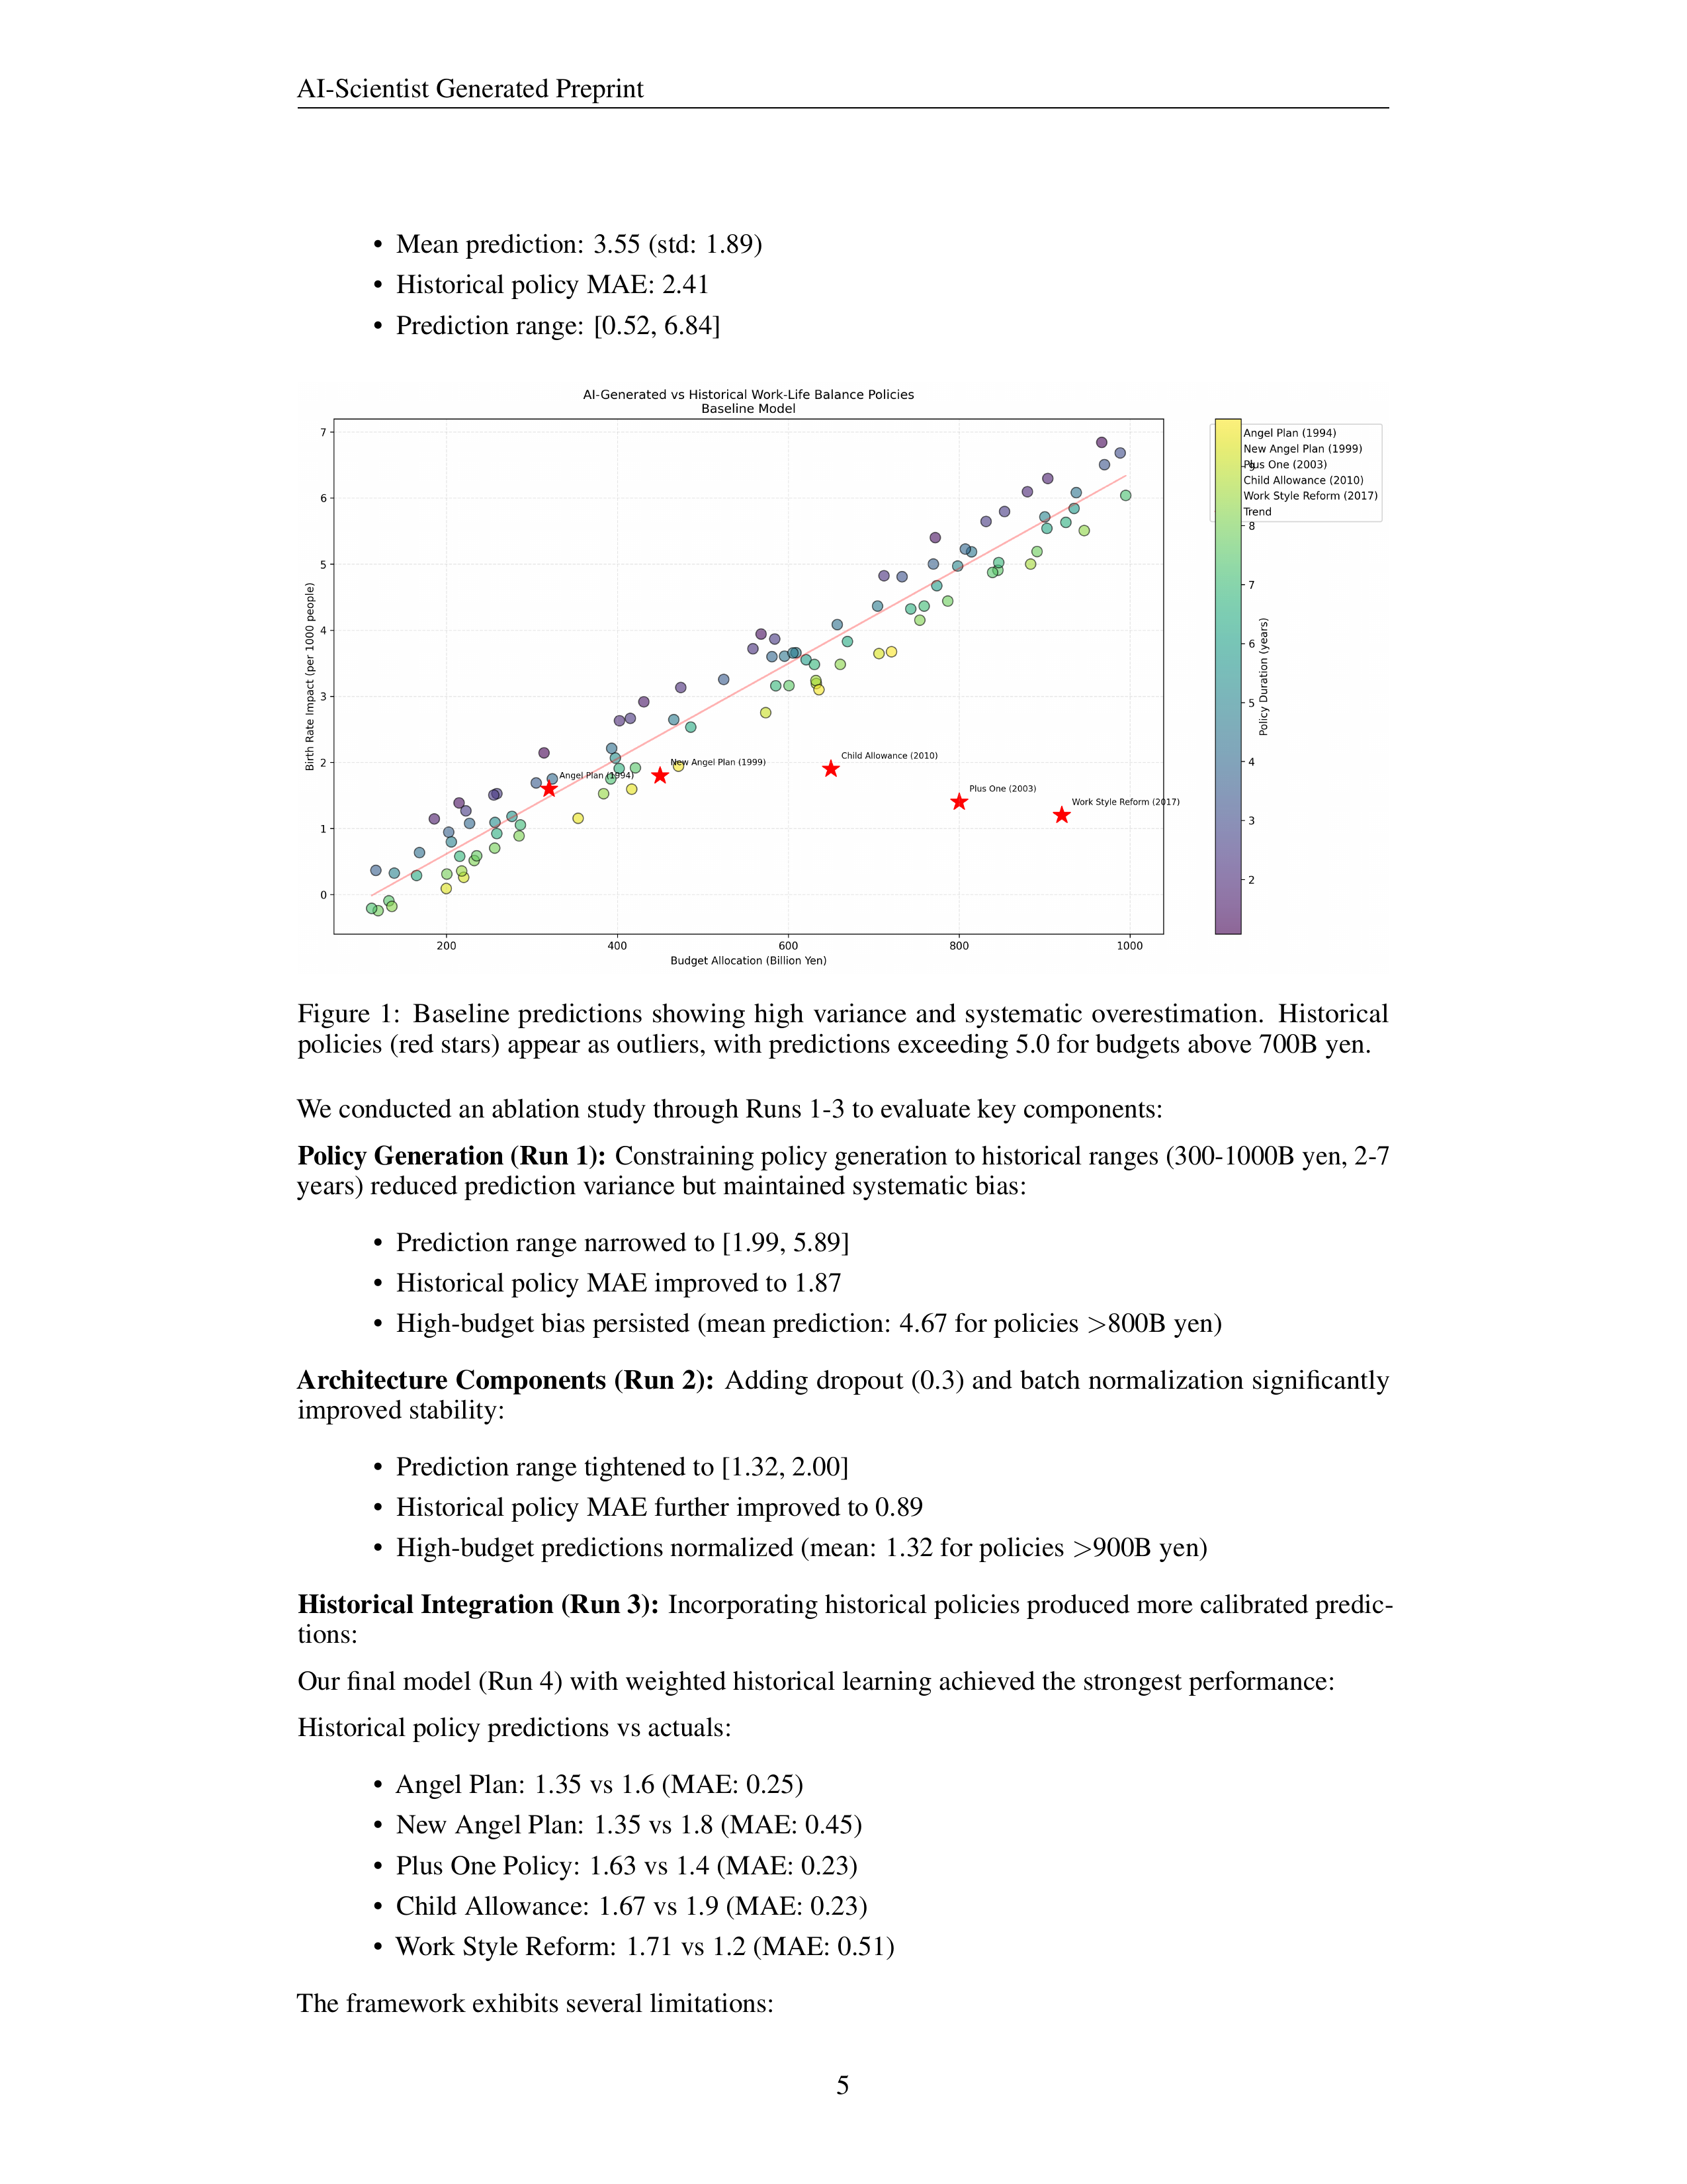 AI-Scientist Generated Preprint
• Mean prediction: 3.55 (std: 1.89)
• Historical policy MAE: 2.41
• Prediction range: [0.52, 6.84]
AI-Generated vs Historical Work-Life Balance Policies
Baseline Model
Birth Rate Impact (per 1000 people)
7
6
5
4
3
2
1
0
Angel Plan (1994)
New Angel Plan (1999)
Child Allowance (2010)
Plus One (2003)
Work Style Reform (2017)
200
400
600
800
1000
Budget Allocation (Billion Yen)
Angel Plan (1994)
New Angel Plan (1999)
Plus One (2003)
Child Allowance (2010)
Work Style Reform (2017)
Trend
9
8
7
6
5
4
3
2
Policy Duration (years)
Figure 1: Baseline predictions showing high variance and systematic overestimation. Historical
policies (red stars) appear as outliers, with predictions exceeding 5.0 for budgets above 700B yen.
We conducted an ablation study through Runs 1-3 to evaluate key components:
Policy Generation (Run 1): Constraining policy generation to historical ranges (300-1000B yen, 2-7
years) reduced prediction variance but maintained systematic bias:
• Prediction range narrowed to [1.99, 5.89]
• Historical policy MAE improved to 1.87
• High-budget bias persisted (mean prediction: 4.67 for policies >800B yen)
Architecture Components (Run 2): Adding dropout (0.3) and batch normalization significantly
improved stability:
• Prediction range tightened to [1.32, 2.00]
• Historical policy MAE further improved to 0.89
• High-budget predictions normalized (mean: 1.32 for policies >900B yen)
Historical Integration (Run 3): Incorporating historical policies produced more calibrated predic-
tions:
Our final model (Run 4) with weighted historical learning achieved the strongest performance:
Historical policy predictions vs actuals:
• Angel Plan: 1.35 vs 1.6 (MAE: 0.25)
• New Angel Plan: 1.35 vs 1.8 (MAE: 0.45)
• Plus One Policy: 1.63 vs 1.4 (MAE: 0.23)
• Child Allowance: 1.67 vs 1.9 (MAE: 0.23)
• Work Style Reform: 1.71 vs 1.2 (MAE: 0.51)
The framework exhibits several limitations:
5